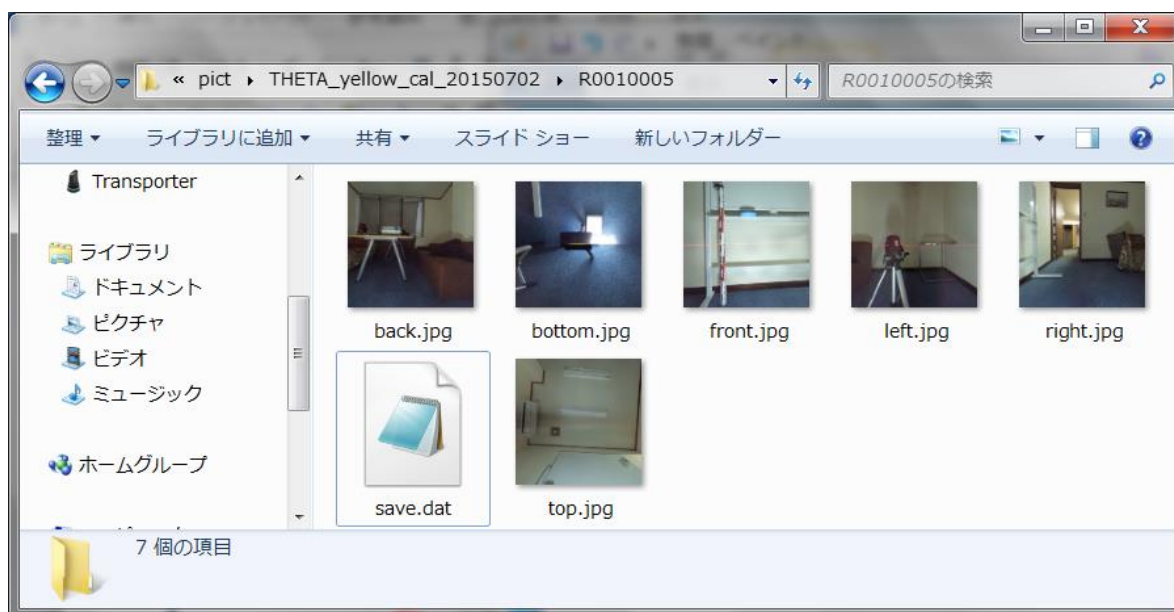 « pict ▸ THETA_yellow_cal_20150702 ▸ R0010005
R0010005の検索
整理 ライブラリに追加 共有 スライド ショー 新しいフォルダー
Transporter
ライブラリ
ドキュメント
ピクチャ
ビデオ
ミュージック
ホームグループ
back.jpg bottom.jpg front.jpg left.jpg right.jpg
save.dat top.jpg
7 個の項目